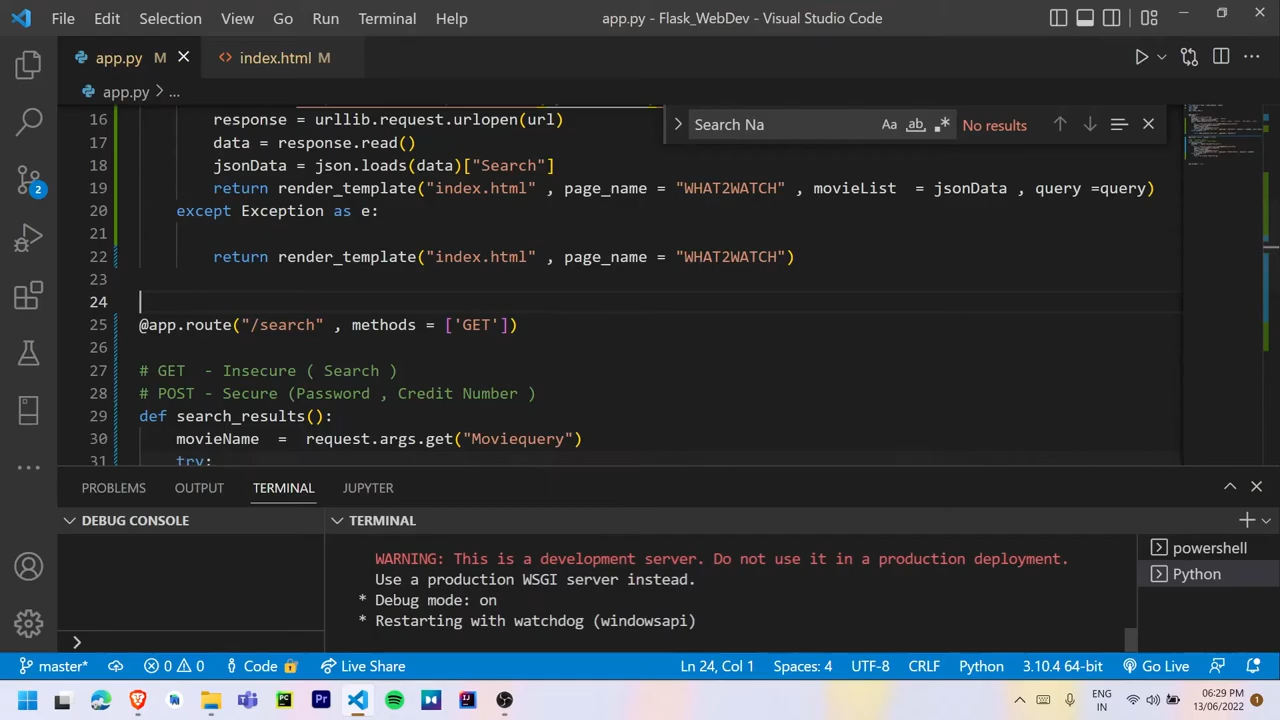 File Edit Selection View Go Run Terminal Help app.py - Flask_WebDev - Visual Studio Code
app.py M index.html M
app.py > ...
Search Na Aa ab No results
16 response = urllib.request.urlopen(url)
17 data = response.read()
18 jsonData = json.loads(data)["Search"]
19 return render_template("index.html" , page_name = "WHAT2WATCH" , movieList  = jsonData , query =query)
20 except Exception as e:
21
22 return render_template("index.html" , page_name = "WHAT2WATCH")
23
24
25 @app.route("/search" , methods = ['GET'])
26
27 # GET  - Insecure ( Search )
28 # POST - Secure (Password , Credit Number )
29 def search_results():
30 movieName  =  request.args.get("Moviequery")
31 try:
2
PROBLEMS OUTPUT TERMINAL JUPYTER
DEBUG CONSOLE TERMINAL
WARNING: This is a development server. Do not use it in a production deployment.
Use a production WSGI server instead.
* Debug mode: on
* Restarting with watchdog (windowsapi)
powershell
Python
master* 0 0 Code Live Share Ln 24, Col 1 Spaces: 4 UTF-8 CRLF Python 3.10.4 64-bit Go Live
PC Pr IJ ENG IN 06:29 PM 13/06/2022 1